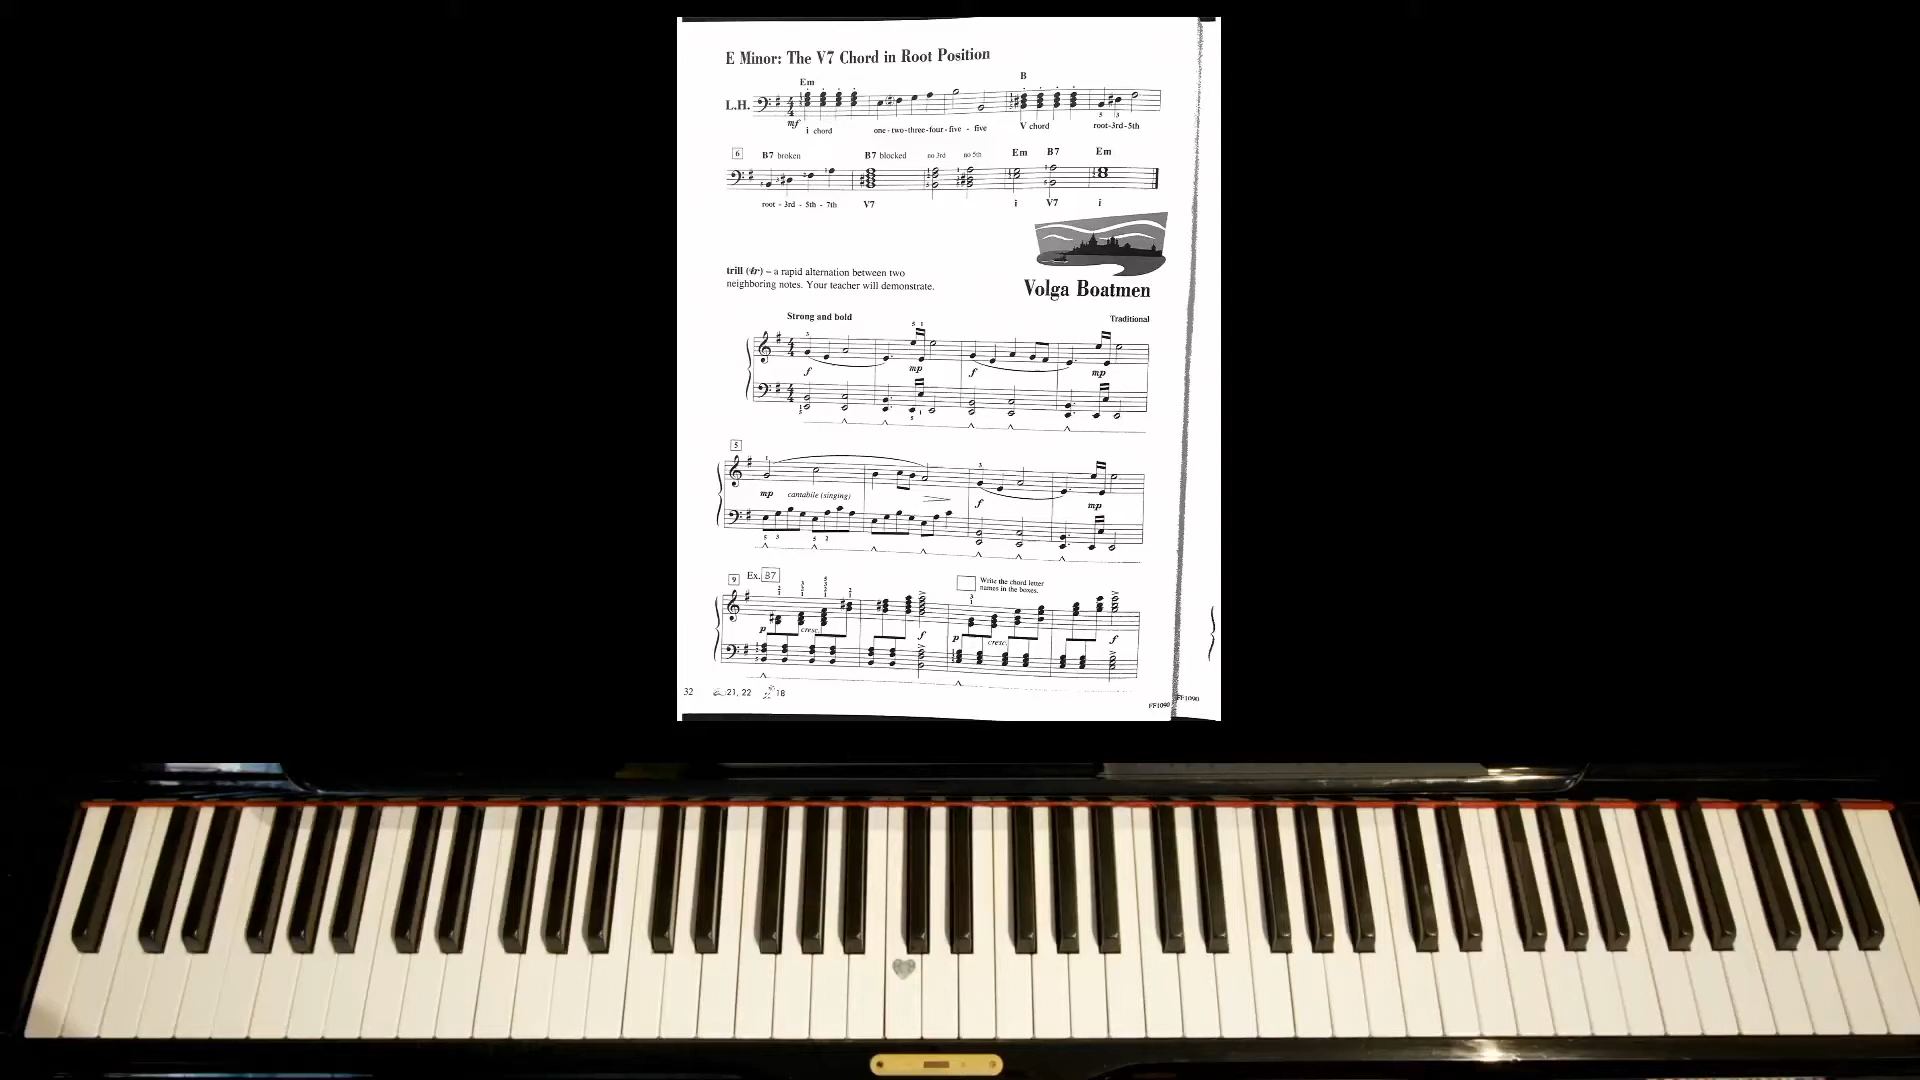 E Minor: The V7 Chord in Root Position
Em B
L.H.
mf i chord one - two - three - four - five - five V chord root-3rd-5th
6 B7 broken B7 blocked no 3rd no 5th Em B7 Em
root - 3rd - 5th - 7th V7 i V7 i
trill (tr) – a rapid alternation between two
neighboring notes. Your teacher will demonstrate.
Volga Boatmen
Strong and bold
Traditional
f mp f mp
5
mp cantabile (singing) f mp
9 Ex. B7
Write the chord letter
names in the boxes.
p cresc. f p cresc. f
32 21, 22 18
FF1090
FF1090